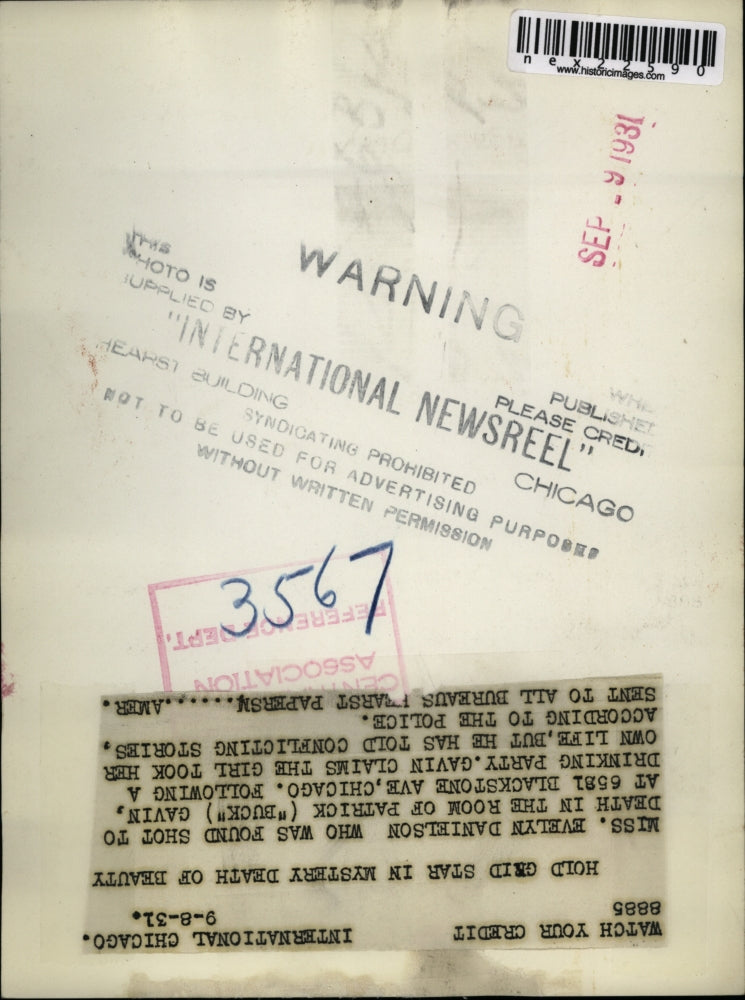 nex22590
www.historicimages.com
SEP - 9 1931
WARNING
THIS
PHOTO IS
SUPPLIED BY
"INTERNATIONAL NEWSREEL"
HEARST BUILDING
CHICAGO
PUBLISHED
PLEASE CREDI
SYNDICATING PROHIBITED
NOT TO BE USED FOR ADVERTISING PURPOSES
WITHOUT WRITTEN PERMISSION
3567
REFERENCE DEPT.
ASSOCIATION
WATCH YOUR CREDIT INTERNATIONAL CHICAGO.
8885 9-8-31.
HOLD GRID STAR IN MYSTERY DEATH OF BEAUTY
MISS. EVELYN DANIELSON WHO WAS FOUND SHOT TO
DEATH IN THE ROOM OF PATRICK ("BUCK") GAVIN,
AT 6581 BLACKSTONE AVE,CHICAGO. FOLLOWING A
DRINKING PARTY.GAVIN CLAIMS THE GIRL TOOK HER
OWN LIFE,BUT HE HAS TOLD CONFLICTING STORIES,
ACCORDING TO THE POLICE.
SENT TO ALL BUREAUS PAPERS.......AMER.